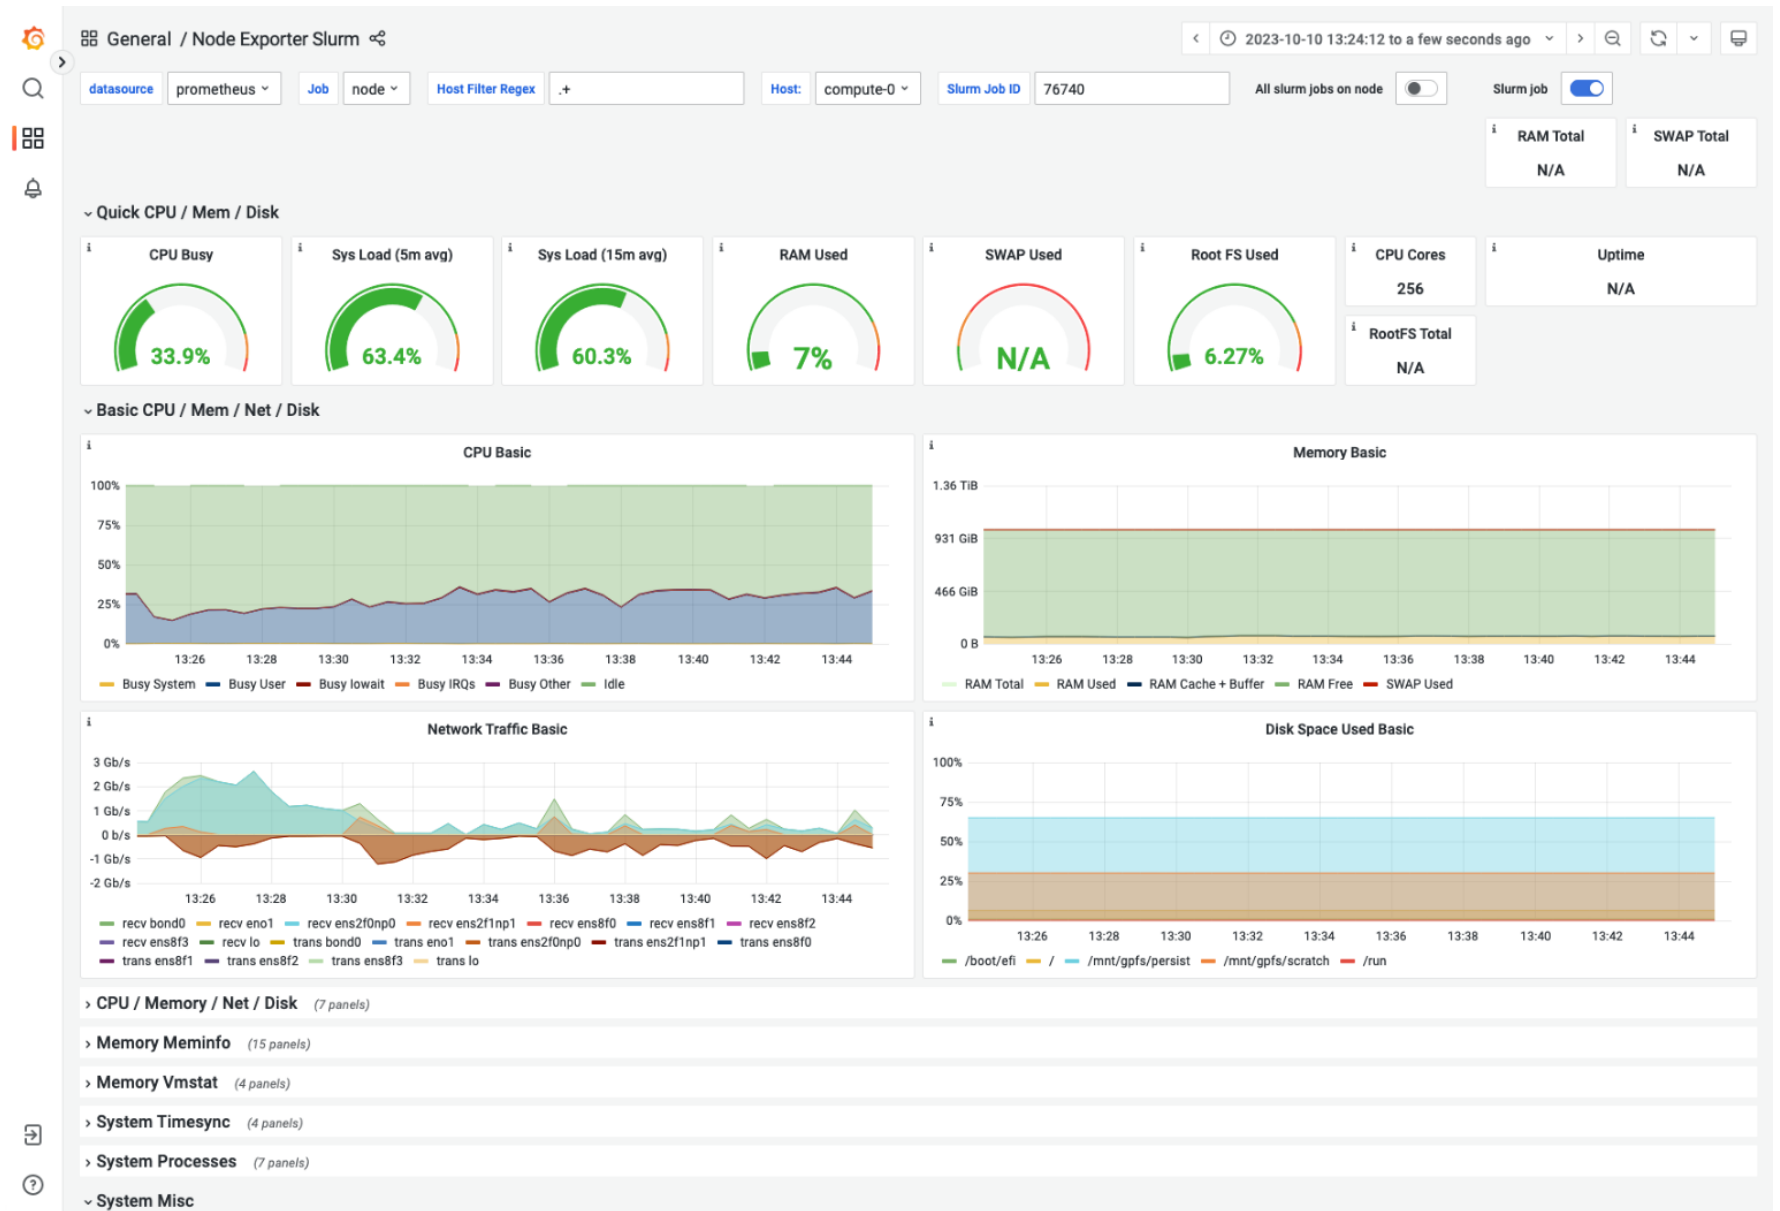 General / Node Exporter Slurm
2023-10-10 13:24:12 to a few seconds ago
datasource prometheus Job node Host Filter Regex .+ Host: compute-0 Slurm Job ID 76740 All slurm jobs on node Slurm job
RAM Total SWAP Total
N/A N/A
Quick CPU / Mem / Disk
CPU Busy Sys Load (5m avg) Sys Load (15m avg) RAM Used SWAP Used Root FS Used CPU Cores Uptime
256 N/A
RootFS Total
33.9% 63.4% 60.3% 7% N/A 6.27% N/A
Basic CPU / Mem / Net / Disk
CPU Basic
100%
75%
50%
25%
0%
13:26 13:28 13:30 13:32 13:34 13:36 13:38 13:40 13:42 13:44
Busy System Busy User Busy Iowait Busy IRQs Busy Other Idle
Memory Basic
1.36 TiB
931 GiB
466 GiB
0 B
13:26 13:28 13:30 13:32 13:34 13:36 13:38 13:40 13:42 13:44
RAM Total RAM Used RAM Cache + Buffer RAM Free SWAP Used
Network Traffic Basic
3 Gb/s
2 Gb/s
1 Gb/s
0 b/s
-1 Gb/s
-2 Gb/s
13:26 13:28 13:30 13:32 13:34 13:36 13:38 13:40 13:42 13:44
recv bond0 recv eno1 recv ens2f0np0 recv ens2f1np1 recv ens8f0 recv ens8f1 recv ens8f2
recv ens8f3 recv lo trans bond0 trans eno1 trans ens2f0np0 trans ens2f1np1 trans ens8f0
trans ens8f1 trans ens8f2 trans ens8f3 trans lo
Disk Space Used Basic
100%
75%
50%
25%
0%
13:26 13:28 13:30 13:32 13:34 13:36 13:38 13:40 13:42 13:44
/boot/efi / /mnt/gpfs/persist /mnt/gpfs/scratch /run
CPU / Memory / Net / Disk (7 panels)
Memory Meminfo (15 panels)
Memory Vmstat (4 panels)
System Timesync (4 panels)
System Processes (7 panels)
System Misc